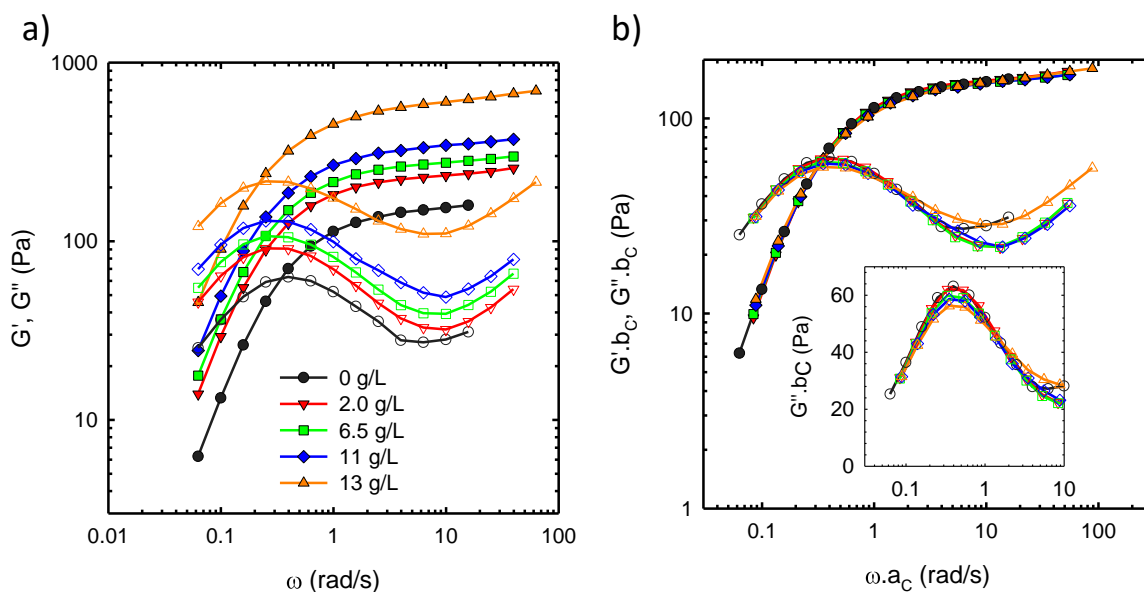 a)
1000
100
10
G', G'' (Pa)
0 g/L
2.0 g/L
6.5 g/L
11 g/L
13 g/L
0.01 0.1 1 10 100
ω (rad/s)
b)
100
10
1
G'.bC, G''.bC (Pa)
0.1 1 10 100
ω.aC (rad/s)
60
40
20
0
G''.bC (Pa)
0.1 1 10